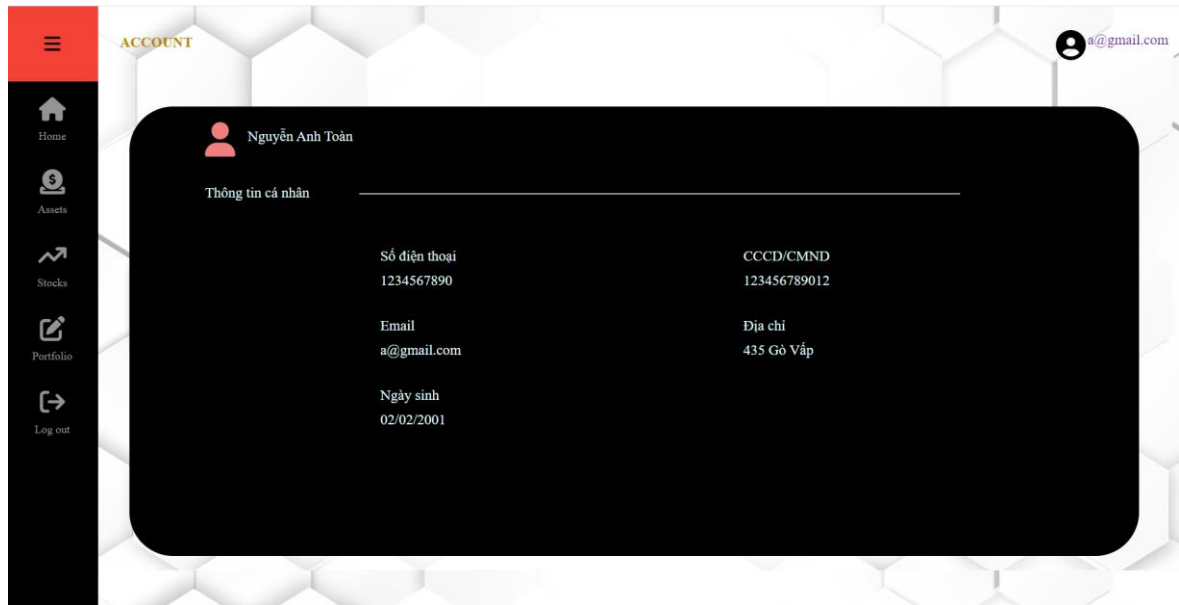 ACCOUNT
a@gmail.com
Home
Assets
Stocks
Portfolio
Log out
Nguyễn Anh Toàn
Thông tin cá nhân
Số điện thoại
1234567890
CCCD/CMND
123456789012
Email
a@gmail.com
Địa chỉ
435 Gò Vấp
Ngày sinh
02/02/2001